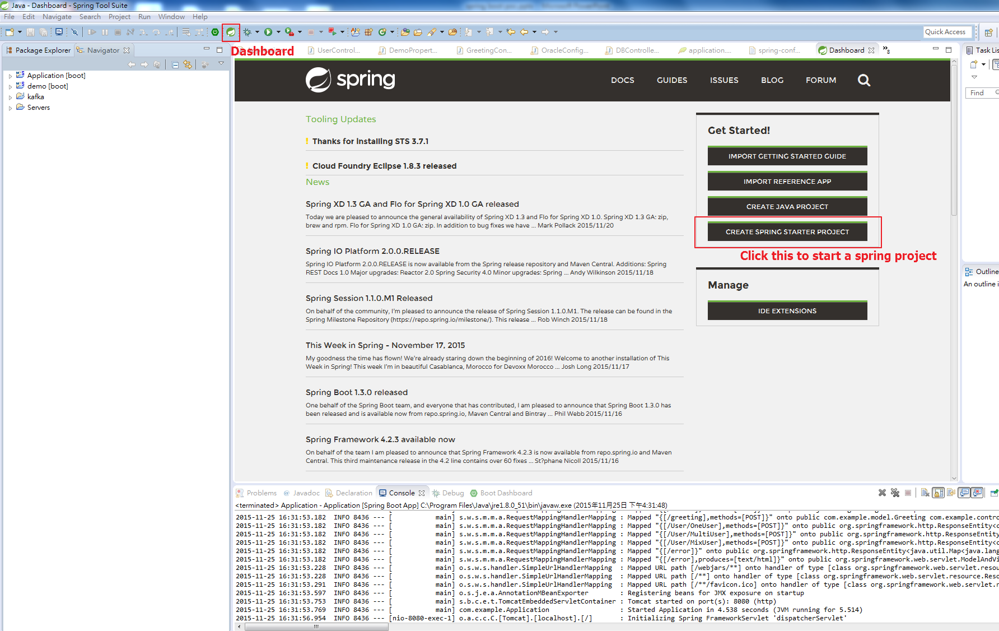 Java - Dashboard - Spring Tool Suite
File Edit Navigate Search Project Run Window Help
Quick Access
Package Explorer
Navigator
Dashboard
UserControl...
DemoPropert...
GreetingCon...
OracleConfig...
DBControlle...
application....
spring-conf...
Dashboard
8
Task Lis
Application [boot]
demo [boot]
kafka
Servers
spring
DOCS GUIDES ISSUES BLOG FORUM
Find
Tooling Updates
! Thanks for installing STS 3.7.1
! Cloud Foundry Eclipse 1.8.3 released
News
Spring XD 1.3 GA and Flo for Spring XD 1.0 GA released
Today we are pleased to announce the general availability of Spring XD 1.3 and Flo for Spring XD 1.0. Spring XD 1.3 GA: zip,
brew and rpm. Flo for Spring XD 1.0 GA: zip. In addition to bug fixes we have ... Mark Pollack 2015/11/20
Spring IO Platform 2.0.0.RELEASE
Spring IO Platform 2.0.0.RELEASE is now available from the Spring release repository and Maven Central. Additions: Spring
REST Docs 1.0 Major upgrades: Reactor 2.0 Spring Security 4.0 Minor upgrades: Spring ... Andy Wilkinson 2015/11/18
Spring Session 1.1.0.M1 Released
On behalf of the community, I'm pleased to announce the release of Spring Session 1.1.0.M1. The release can be found in the
Spring Milestone Repository (https://repo.spring.io/milestone/). This release ... Rob Winch 2015/11/18
This Week in Spring - November 17, 2015
My goodness the time has flown! We're already staring down the beginning of 2016! Welcome to another installation of This
Week in Spring! This week I'm in beautiful Casablanca, Morocco for Devoxx Morocco ... Josh Long 2015/11/17
Spring Boot 1.3.0 released
One behalf of the Spring Boot team, and everyone that has contributed, I am pleased to announce that Spring Boot 1.3.0 has
been released and is available now from repo.spring.io, Maven Central and Bintray ... Phil Webb 2015/11/16
Spring Framework 4.2.3 available now
On behalf of the team I am pleased to announce that Spring Framework 4.2.3 is now available from repo.spring.io and Maven
Central. This third maintenance release in the 4.2 line contains over 60 fixes ... St?phane Nicoll 2015/11/16
Get Started!
IMPORT GETTING STARTED GUIDE
IMPORT REFERENCE APP
CREATE JAVA PROJECT
CREATE SPRING STARTER PROJECT
Click this to start a spring project
Manage
IDE EXTENSIONS
Outline
An outline i
Problems Javadoc Declaration Console Debug Boot Dashboard
<terminated> Application - Application [Spring Boot App] C:\Program Files\Java\jre1.8.0_51\bin\javaw.exe (2015年11月25日 下午4:31:48)
2015-11-25 16:31:53.182 INFO 8436 --- [ main] s.w.s.m.m.a.RequestMappingHandlerMapping : Mapped "{[/greeting],methods=[POST]}" onto public com.example.model.Greeting com.example.contro
2015-11-25 16:31:53.182 INFO 8436 --- [ main] s.w.s.m.m.a.RequestMappingHandlerMapping : Mapped "{[/User/OneUser],methods=[POST]}" onto public org.springframework.http.ResponseEntity<c
2015-11-25 16:31:53.182 INFO 8436 --- [ main] s.w.s.m.m.a.RequestMappingHandlerMapping : Mapped "{[/User/MultiUser],methods=[POST]}" onto public org.springframework.http.ResponseEntity
2015-11-25 16:31:53.182 INFO 8436 --- [ main] s.w.s.m.m.a.RequestMappingHandlerMapping : Mapped "{[/User/MixUser],methods=[POST]}" onto public org.springframework.http.ResponseEntity<c
2015-11-25 16:31:53.182 INFO 8436 --- [ main] s.w.s.m.m.a.RequestMappingHandlerMapping : Mapped "{[/error]}" onto public org.springframework.http.ResponseEntity<java.util.Map<java.lang
2015-11-25 16:31:53.182 INFO 8436 --- [ main] s.w.s.m.m.a.RequestMappingHandlerMapping : Mapped "{[/error],produces=[text/html]}" onto public org.springframework.web.servlet.ModelAndVi
2015-11-25 16:31:53.228 INFO 8436 --- [ main] o.s.w.s.handler.SimpleUrlHandlerMapping : Mapped URL path [/webjars/**] onto handler of type [class org.springframework.web.servlet.resou
2015-11-25 16:31:53.228 INFO 8436 --- [ main] o.s.w.s.handler.SimpleUrlHandlerMapping : Mapped URL path [/**] onto handler of type [class org.springframework.web.servlet.resource.Reso
2015-11-25 16:31:53.291 INFO 8436 --- [ main] o.s.w.s.handler.SimpleUrlHandlerMapping : Mapped URL path [/**/favicon.ico] onto handler of type [class org.springframework.web.servlet.r
2015-11-25 16:31:53.597 INFO 8436 --- [ main] o.s.j.e.a.AnnotationMBeanExporter : Registering beans for JMX exposure on startup
2015-11-25 16:31:53.753 INFO 8436 --- [ main] s.b.c.e.t.TomcatEmbeddedServletContainer : Tomcat started on port(s): 8080 (http)
2015-11-25 16:31:53.769 INFO 8436 --- [ main] com.example.Application : Started Application in 4.538 seconds (JVM running for 5.514)
2015-11-25 16:31:56.954 INFO 8436 --- [nio-8080-exec-1] o.a.c.c.C.[Tomcat].[localhost].[/] : Initializing Spring FrameworkServlet 'dispatcherServlet'